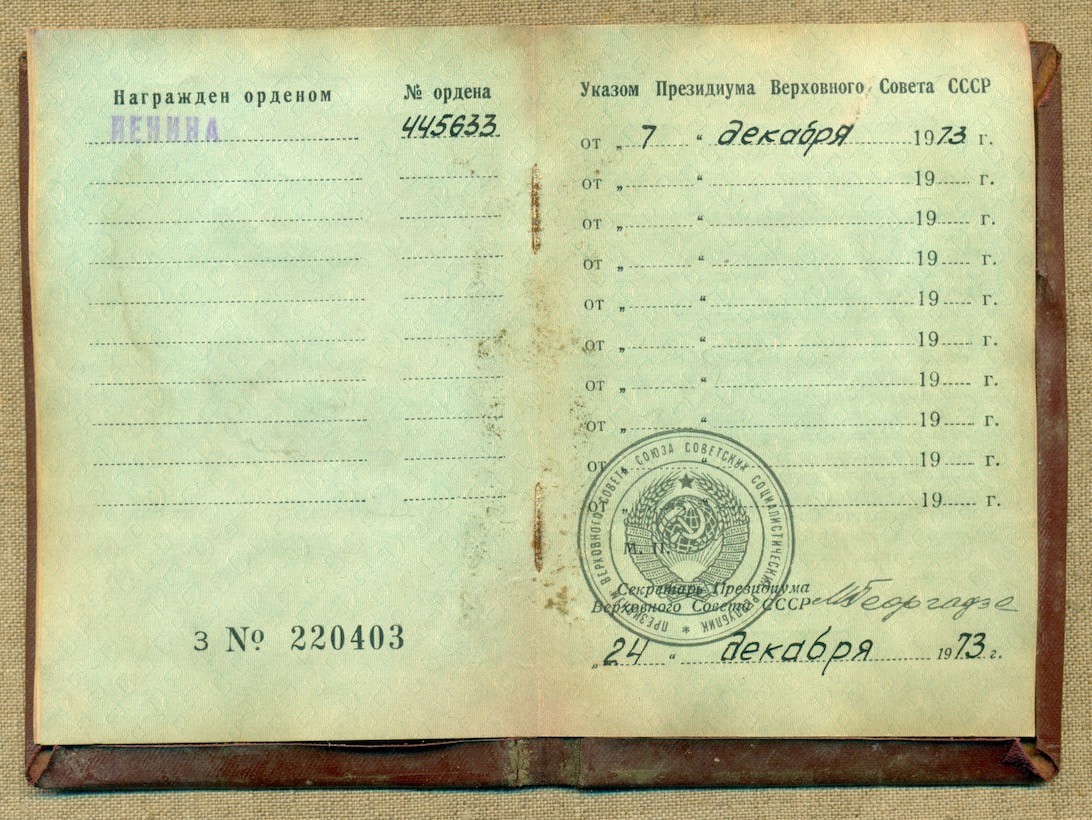 Награжден орденом
№ ордена
ЛЕНИНА
445633
З № 220403
Указом Президиума Верховного Совета СССР
от „ 7 “ декабря 1973 г.
от „ “ 19 г.
от „ “ 19 г.
от „ “ 19 г.
от „ “ 19 г.
от „ “ 19 г.
от „ “ 19 г.
от „ “ 19 г.
от „ “ 19 г.
от „ “ 19 г.
ПРЕЗИДИУМ ВЕРХОВНОГО СОВЕТА СОЮЗА СОВЕТСКИХ СОЦИАЛИСТИЧЕСКИХ РЕСПУБЛИК *
М. П.
Секретарь Президиума
Верховного Совета СССР МГеоргадзе
„ 24 “ декабря 1973 г.